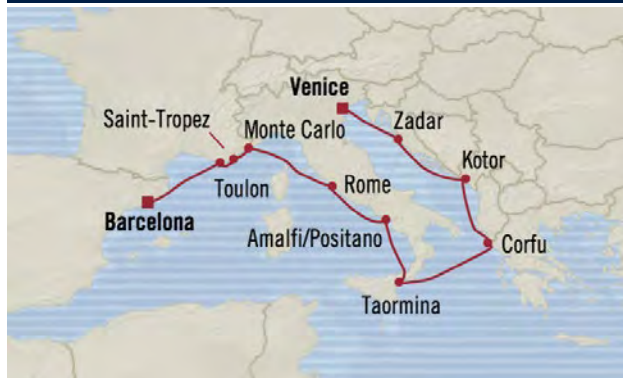 Venice
Saint-Tropez
Monte Carlo
Zadar
Kotor
Toulon
Rome
Barcelona
Amalfi/Positano
Corfu
Taormina